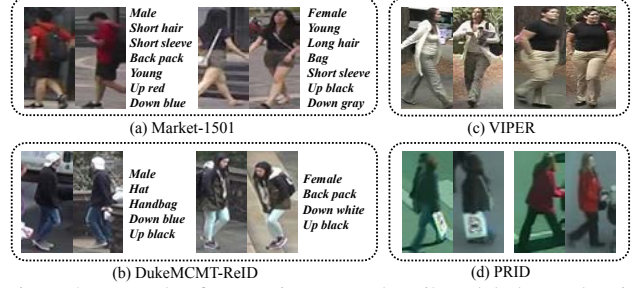 Male
Short hair
Short sleeve
Back pack
Young
Up red
Down blue
Female
Young
Long hair
Bag
Short sleeve
Up black
Down gray
(a) Market-1501
(c) VIPER
Male
Hat
Handbag
Down blue
Up black
Female
Back pack
Down white
Up black
(b) DukeMCMT-ReID
(d) PRID